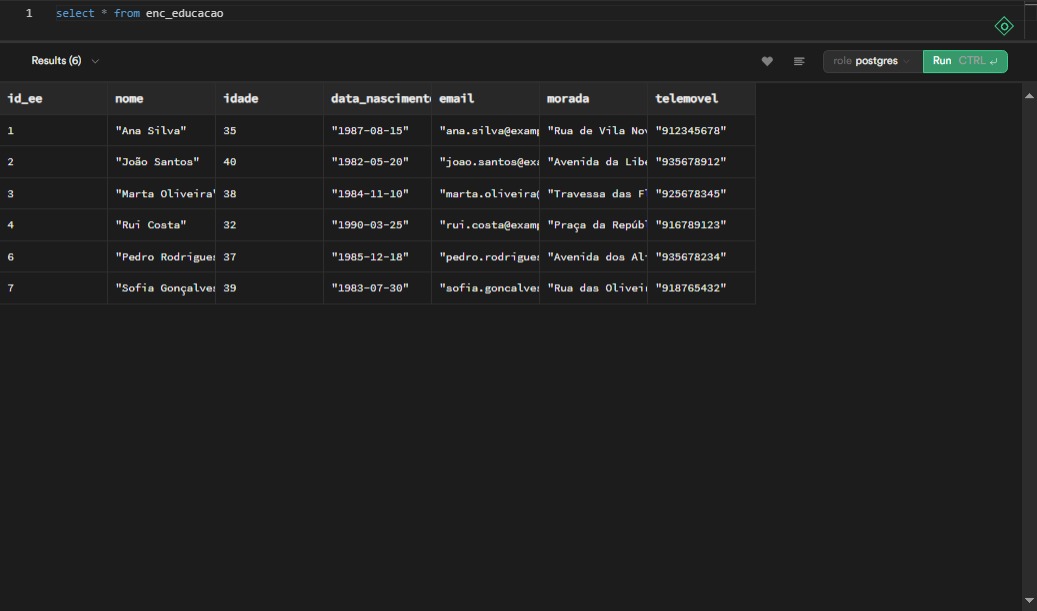 1 select * from enc_educacao
Results (6) role postgres Run CTRL ↵
id_ee nome idade data_nasciment email morada telemovel
1 "Ana Silva" 35 "1987-08-15" "ana.silva@examp "Rua de Vila Nov "912345678"
2 "João Santos" 40 "1982-05-20" "joao.santos@exa "Avenida da Libe "935678912"
3 "Marta Oliveira" 38 "1984-11-10" "marta.oliveira@ "Travessa das Fl "925678345"
4 "Rui Costa" 32 "1990-03-25" "rui.costa@examp "Praça da Repúbl "916789123"
6 "Pedro Rodrigues 37 "1985-12-18" "pedro.rodrigues "Avenida dos Al "935678234"
7 "Sofia Gonçalves 39 "1983-07-30" "sofia.goncalves "Rua das Oliveir "918765432"